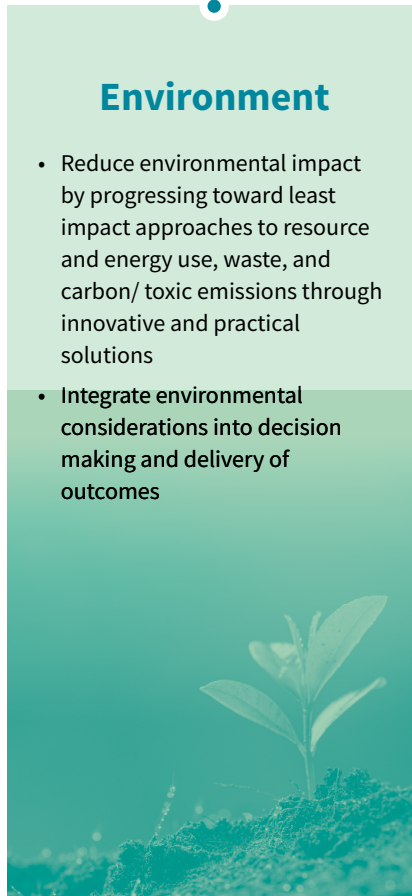 Environment
• Reduce environmental impact
by progressing toward least
impact approaches to resource
and energy use, waste, and
carbon/ toxic emissions through
innovative and practical
solutions
• Integrate environmental
considerations into decision
making and delivery of
outcomes